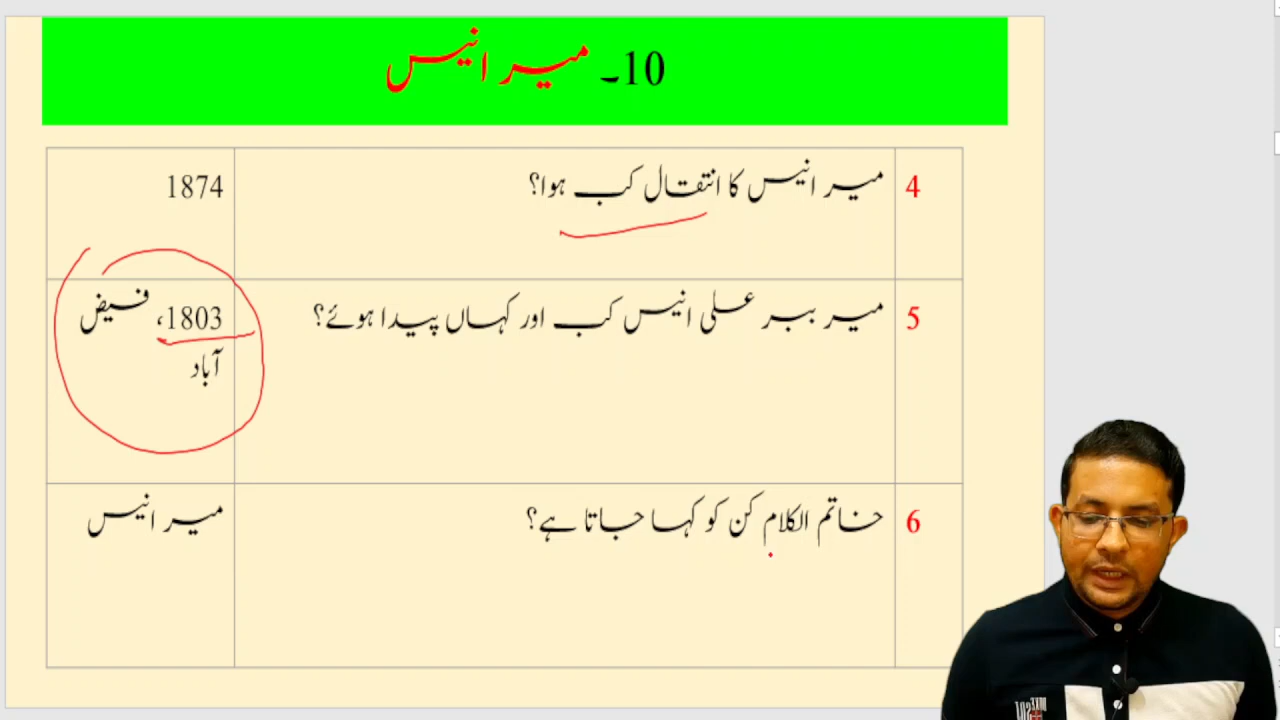 10۔ میر انیس
4 میر انیس کا انتقال کب ہوا؟ 1874
5 میر ببر علی انیس کب اور کہاں پیدا ہوئے؟ 1803، فیض
آباد
6 خاتم الکلام کن کو کہا جاتا ہے؟ میر انیس